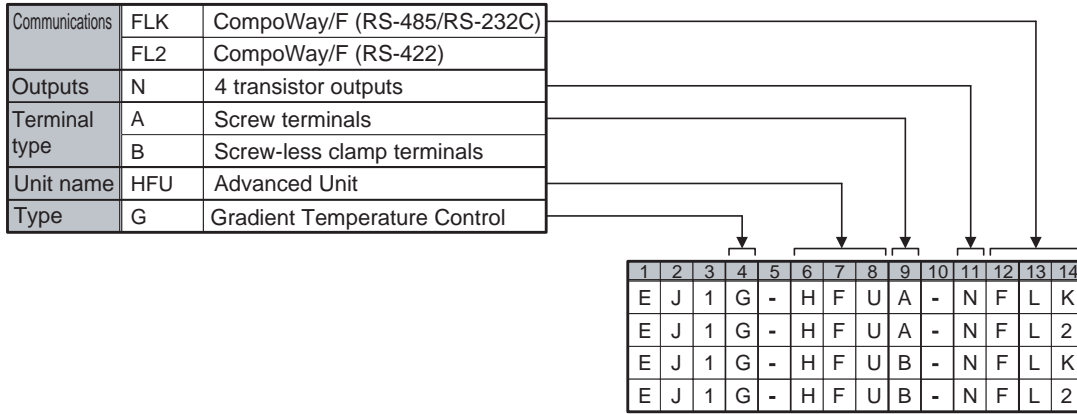 Communications FLK CompoWay/F (RS-485/RS-232C)
FL2 CompoWay/F (RS-422)
Outputs N 4 transistor outputs
Terminal type A Screw terminals
B Screw-less clamp terminals
Unit name HFU Advanced Unit
Type G Gradient Temperature Control
1 2 3 4 5 6 7 8 9 10 11 12 13 14
E J 1 G - H F U A - N F L K
E J 1 G - H F U A - N F L 2
E J 1 G - H F U B - N F L K
E J 1 G - H F U B - N F L 2